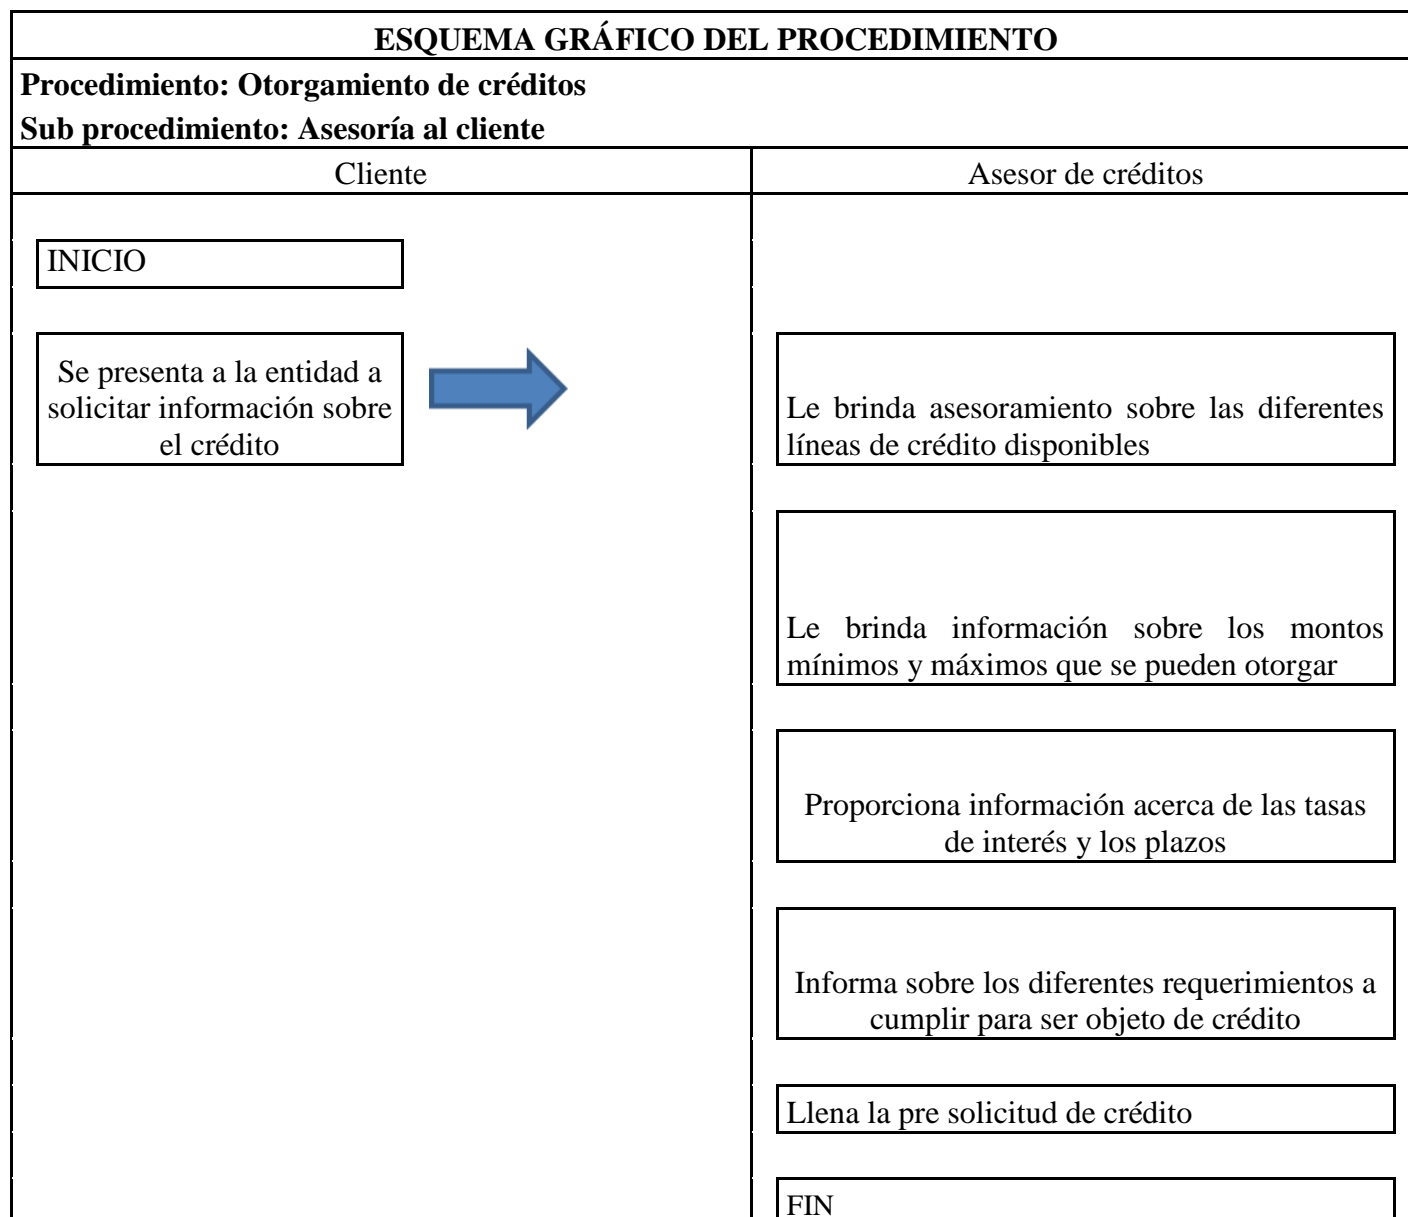 ESQUEMA GRÁFICO DEL PROCEDIMIENTO
Procedimiento: Otorgamiento de créditos
Sub procedimiento: Asesoría al cliente
Cliente
Asesor de créditos
INICIO
Se presenta a la entidad a
solicitar información sobre
el crédito
Le brinda asesoramiento sobre las diferentes
líneas de crédito disponibles
Le brinda información sobre los montos
mínimos y máximos que se pueden otorgar
Proporciona información acerca de las tasas
de interés y los plazos
Informa sobre los diferentes requerimientos a
cumplir para ser objeto de crédito
Llena la pre solicitud de crédito
FIN